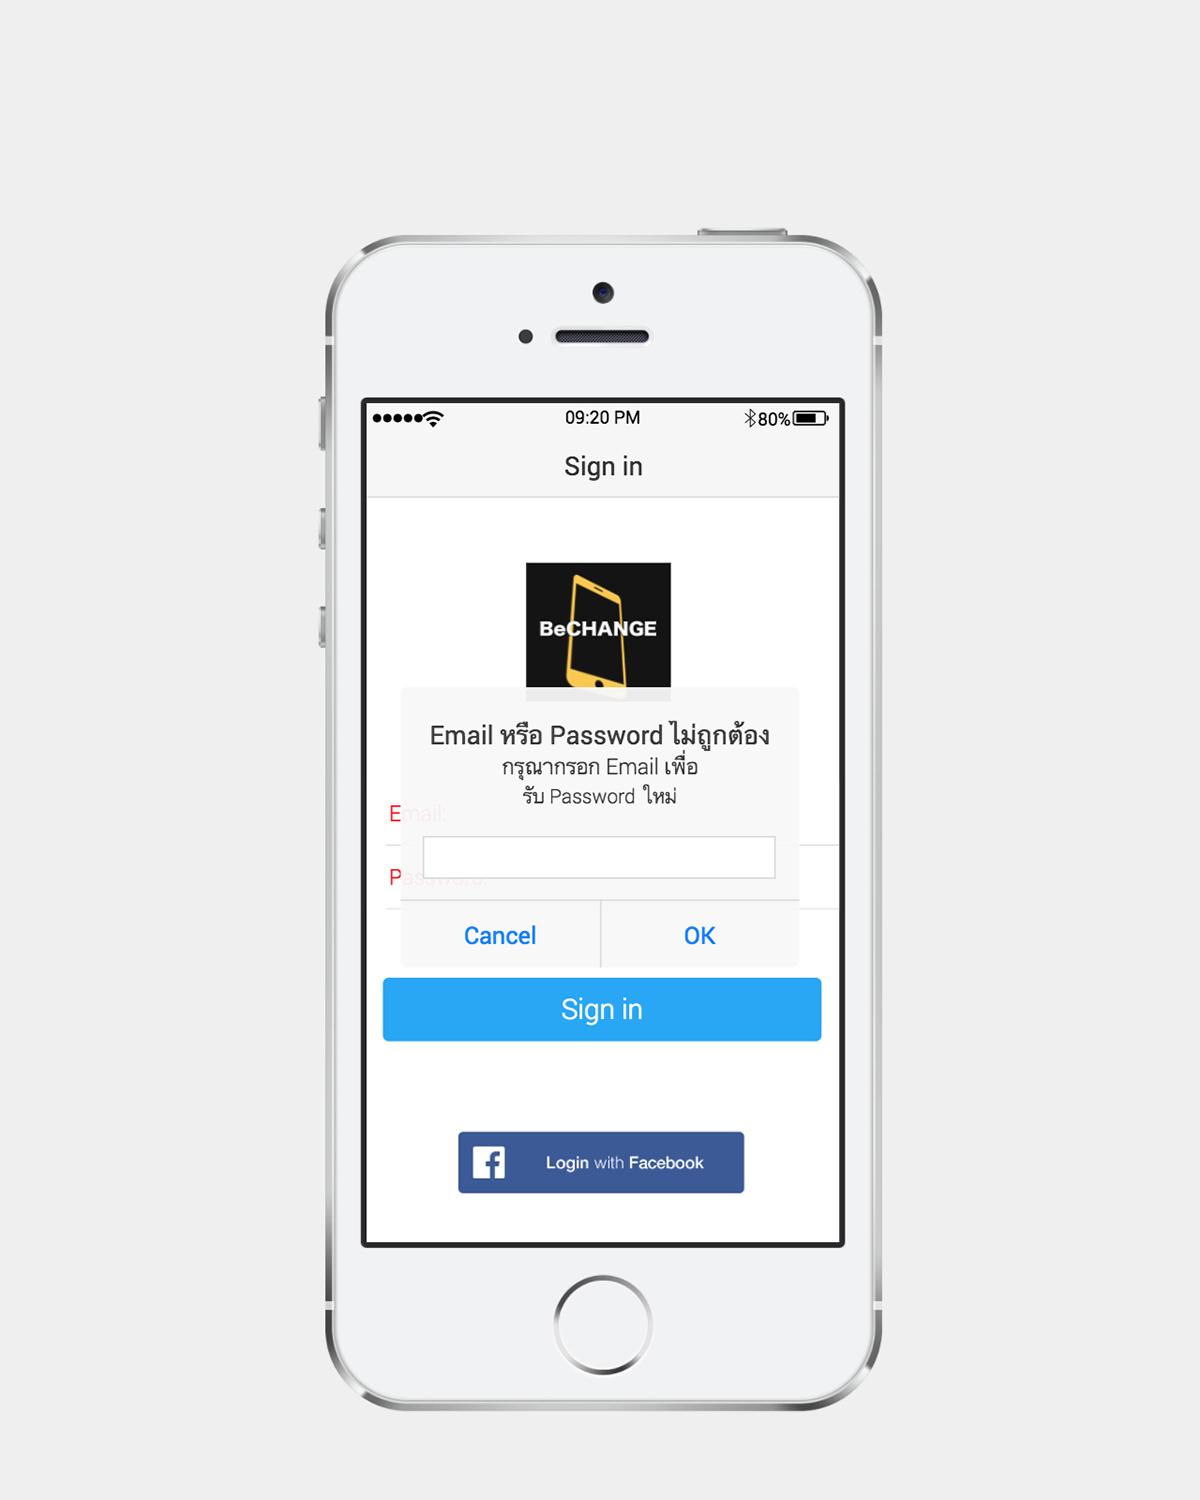 09:20 PM
80%
Sign in
BeCHANGE
Email หรือ Password ไม่ถูกต้อง
กรุณากรอก Email เพื่อ
รับ Password ใหม่
Email:
Password:
Cancel
OK
Sign in
Login with Facebook